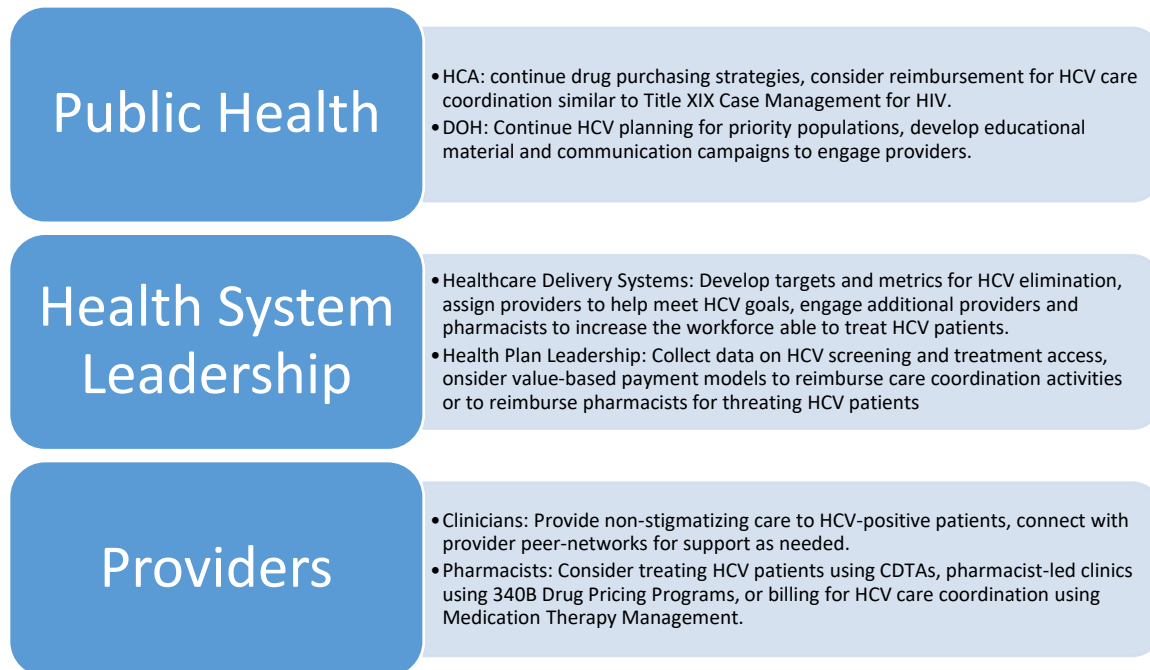 Public Health
•HCA: continue drug purchasing strategies, consider reimbursement for HCV care
coordination similar to Title XIX Case Management for HIV.
•DOH: Continue HCV planning for priority populations, develop educational
material and communication campaigns to engage providers.
Health System
Leadership
•Healthcare Delivery Systems: Develop targets and metrics for HCV elimination,
assign providers to help meet HCV goals, engage additional providers and
pharmacists to increase the workforce able to treat HCV patients.
•Health Plan Leadership: Collect data on HCV screening and treatment access,
onsider value-based payment models to reimburse care coordination activities
or to reimburse pharmacists for threating HCV patients
Providers
•Clinicians: Provide non-stigmatizing care to HCV-positive patients, connect with
provider peer-networks for support as needed.
•Pharmacists: Consider treating HCV patients using CDTAs, pharmacist-led clinics
using 340B Drug Pricing Programs, or billing for HCV care coordination using
Medication Therapy Management.